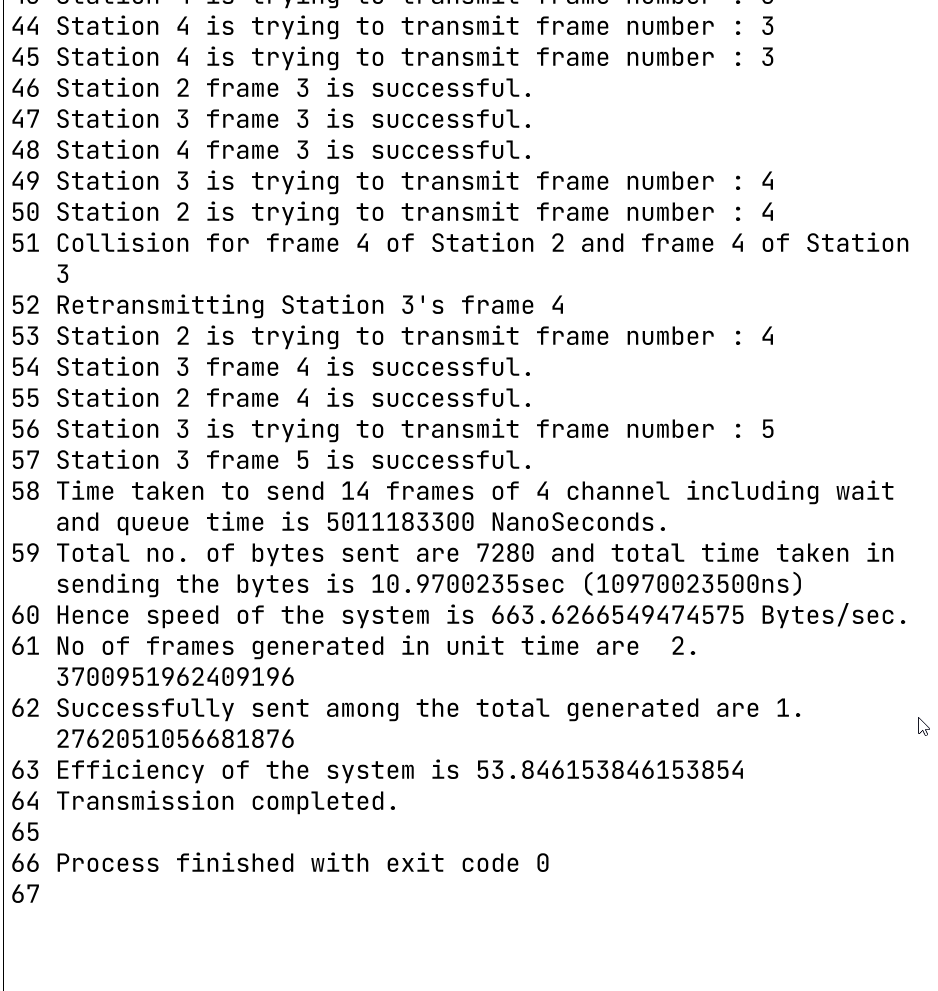 44 Station 4 is trying to transmit frame number : 3
45 Station 4 is trying to transmit frame number : 3
46 Station 2 frame 3 is successful.
47 Station 3 frame 3 is successful.
48 Station 4 frame 3 is successful.
49 Station 3 is trying to transmit frame number : 4
50 Station 2 is trying to transmit frame number : 4
51 Collision for frame 4 of Station 2 and frame 4 of Station
3
52 Retransmitting Station 3's frame 4
53 Station 2 is trying to transmit frame number : 4
54 Station 3 frame 4 is successful.
55 Station 2 frame 4 is successful.
56 Station 3 is trying to transmit frame number : 5
57 Station 3 frame 5 is successful.
58 Time taken to send 14 frames of 4 channel including wait
and queue time is 5011183300 NanoSeconds.
59 Total no. of bytes sent are 7280 and total time taken in
sending the bytes is 10.9700235sec (10970023500ns)
60 Hence speed of the system is 663.6266549474575 Bytes/sec.
61 No of frames generated in unit time are  2.
3700951962409196
62 Successfully sent among the total generated are 1.
2762051056681876
63 Efficiency of the system is 53.846153846153854
64 Transmission completed.
65
66 Process finished with exit code 0
67